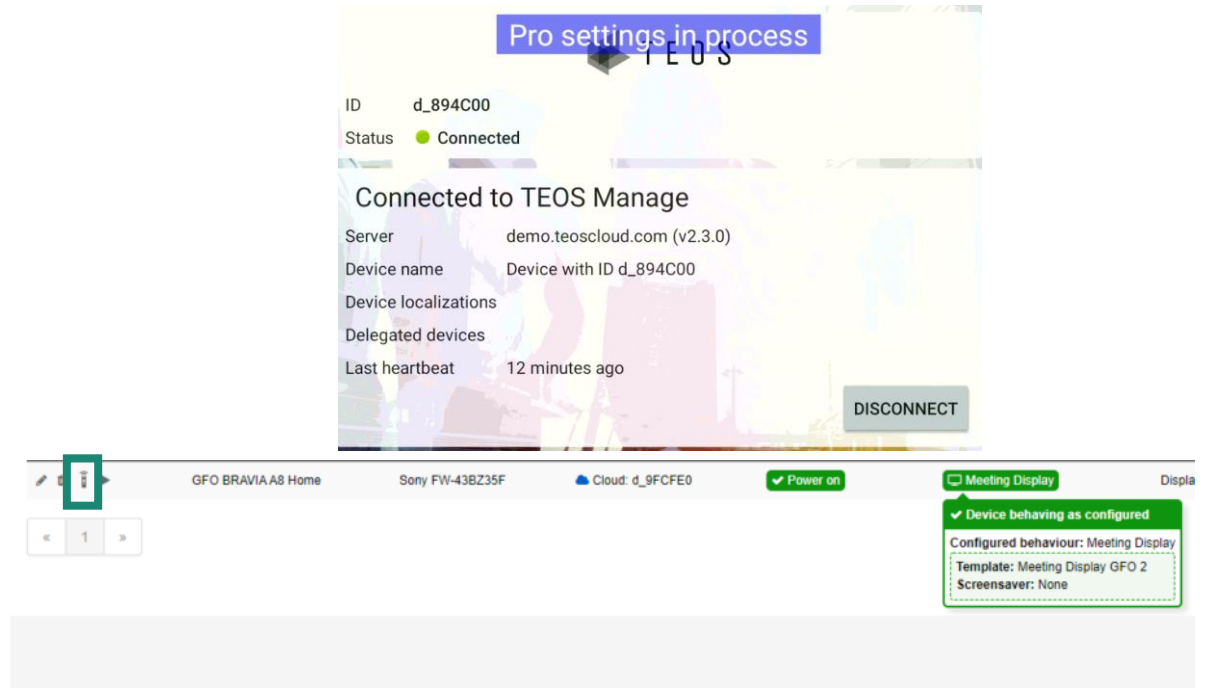 Pro settings in process
TEOS
ID d_894C00
Status Connected
Connected to TEOS Manage
Server demo.teoscloud.com (v2.3.0)
Device name Device with ID d_894C00
Device localizations
Delegated devices
Last heartbeat 12 minutes ago
DISCONNECT
GFO BRAVIA A8 Home Sony FW-43BZ35F Cloud: d_9FCFE0 Power on Meeting Display Displa
Device behaving as configured
« 1 »
Configured behaviour: Meeting Display
Template: Meeting Display GFO 2
Screensaver: None